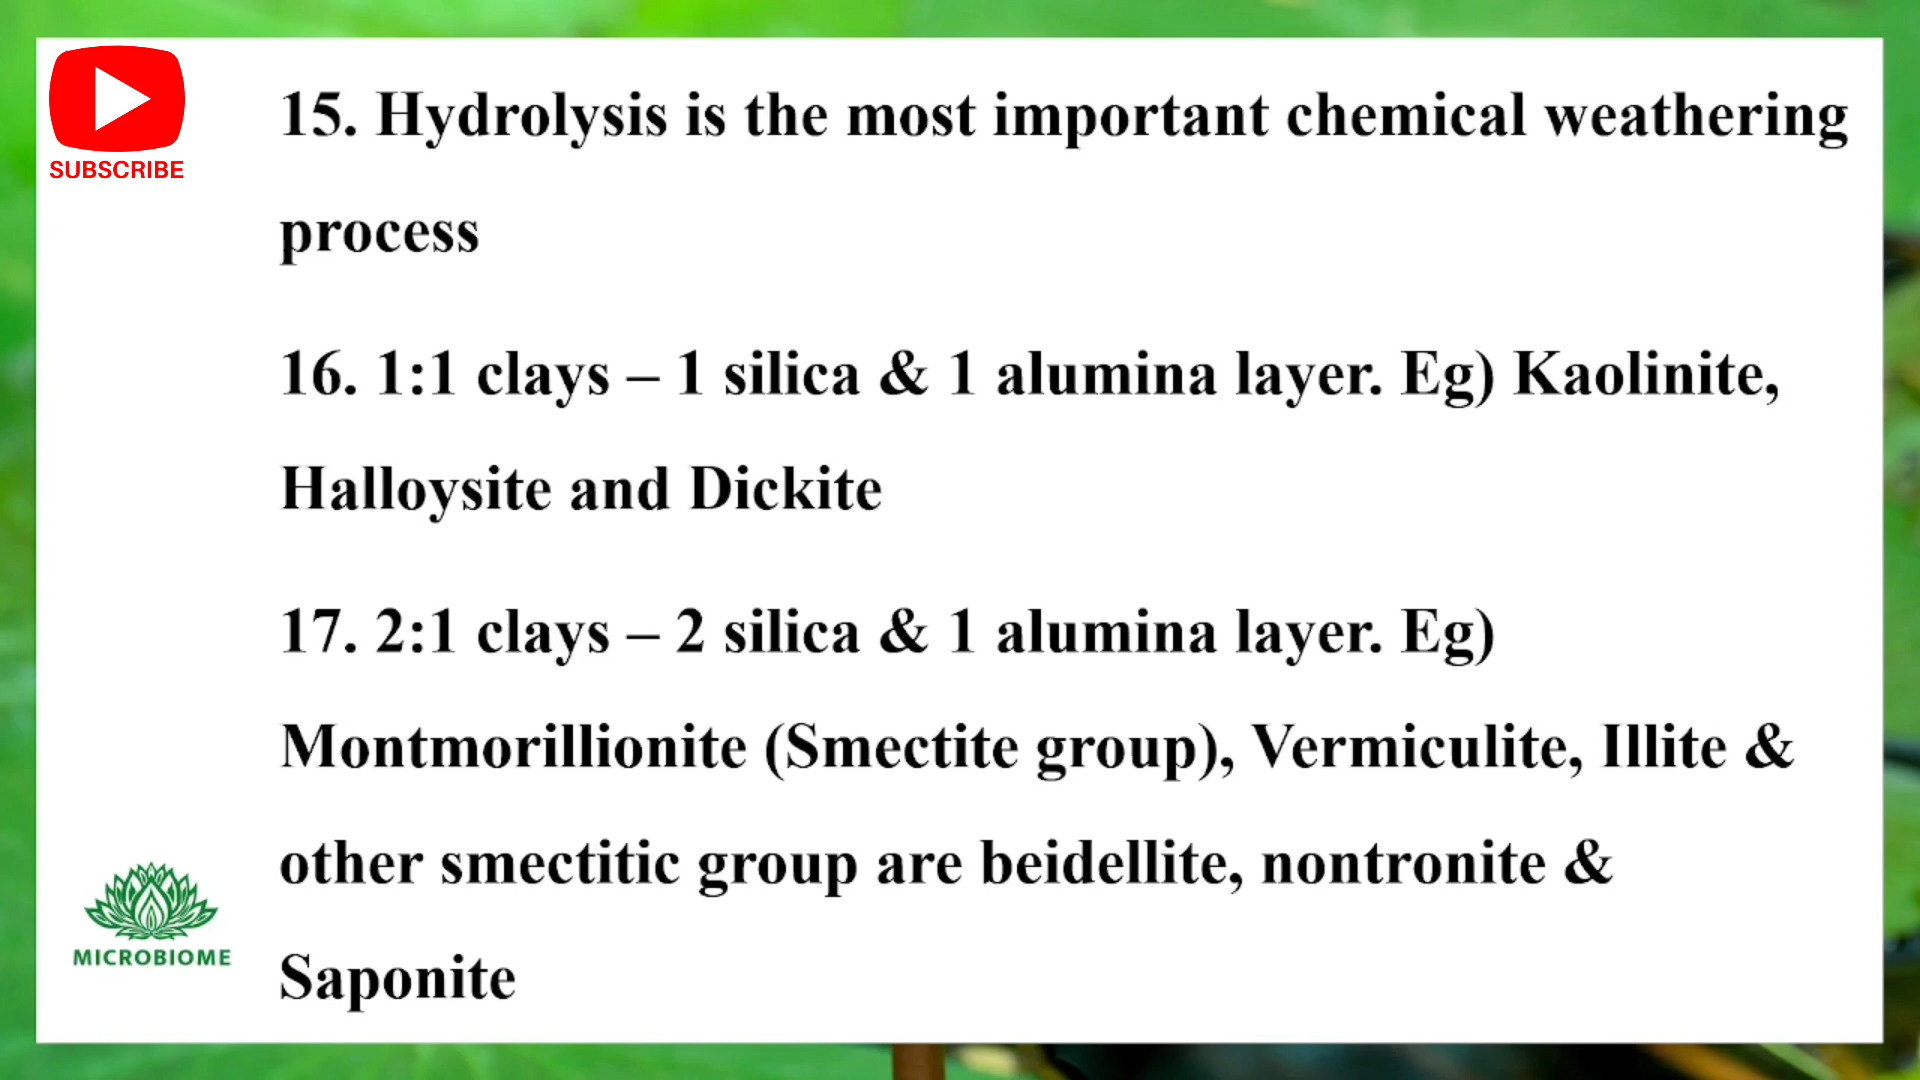 SUBSCRIBE
15. Hydrolysis is the most important chemical weathering
process
16. 1:1 clays – 1 silica & 1 alumina layer. Eg) Kaolinite,
Halloysite and Dickite
17. 2:1 clays – 2 silica & 1 alumina layer. Eg)
Montmorillionite (Smectite group), Vermiculite, Illite &
other smectitic group are beidellite, nontronite &
Saponite
MICROBIOME